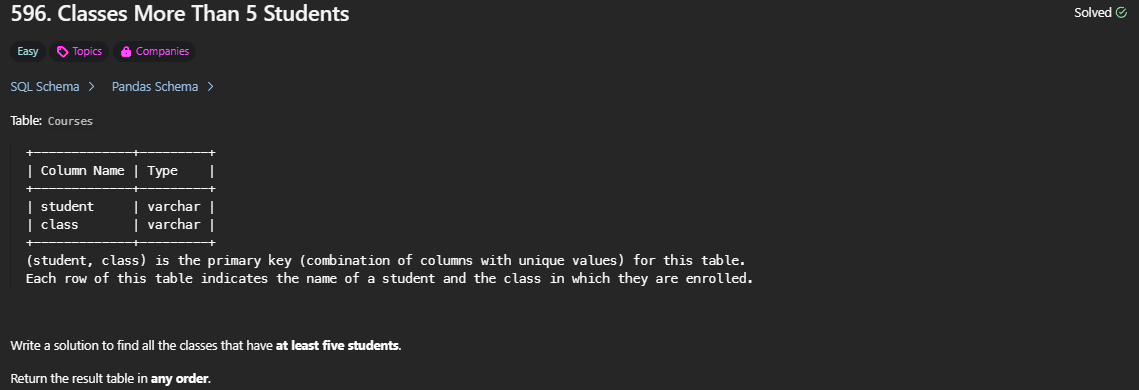 596. Classes More Than 5 Students
Solved
Easy Topics Companies
SQL Schema > Pandas Schema >
Table: Courses
+-------------+---------+
| Column Name | Type    |
+-------------+---------+
| student     | varchar |
| class       | varchar |
+-------------+---------+
(student, class) is the primary key (combination of columns with unique values) for this table.
Each row of this table indicates the name of a student and the class in which they are enrolled.
Write a solution to find all the classes that have at least five students.
Return the result table in any order.